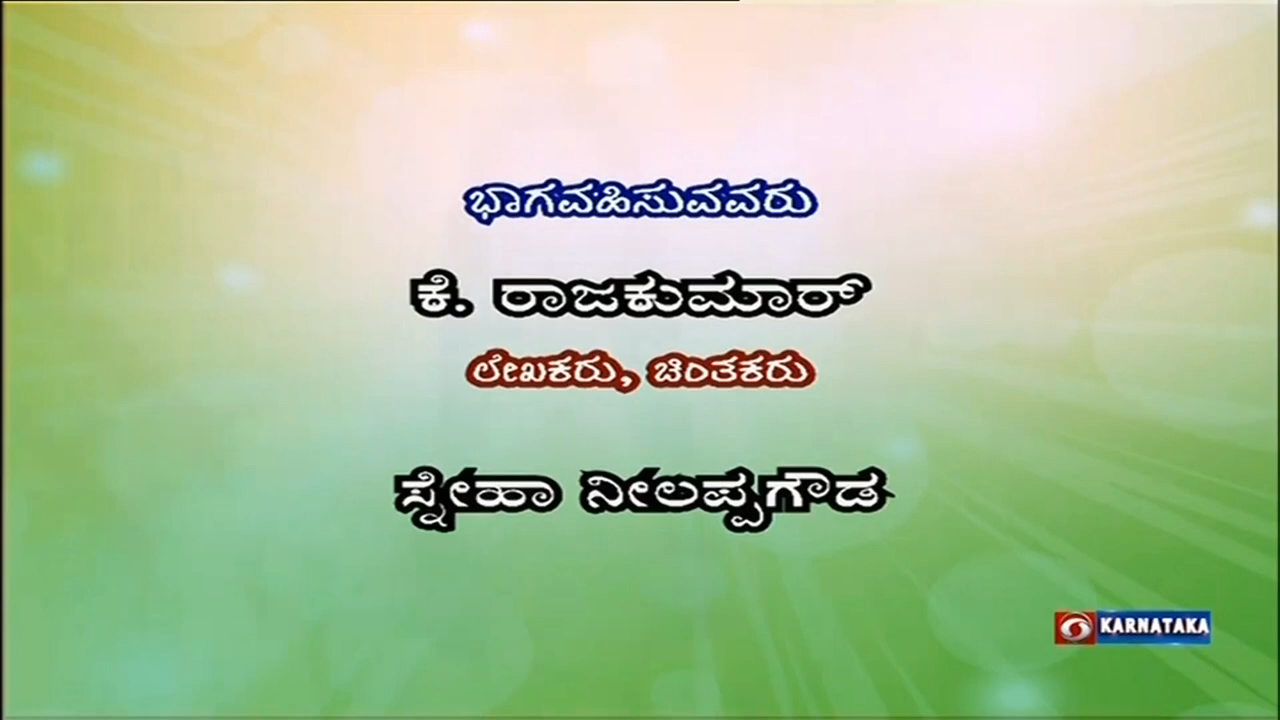 ಭಾಗವಹಿಸುವವರು
ಕೆ. ರಾಜಕುಮಾರ್
ಲೇಖಕರು, ಚಿಂತಕರು
ಸ್ನೇಹಾ ನೀಲಪ್ಪಗೌಡ
KARNATAKA